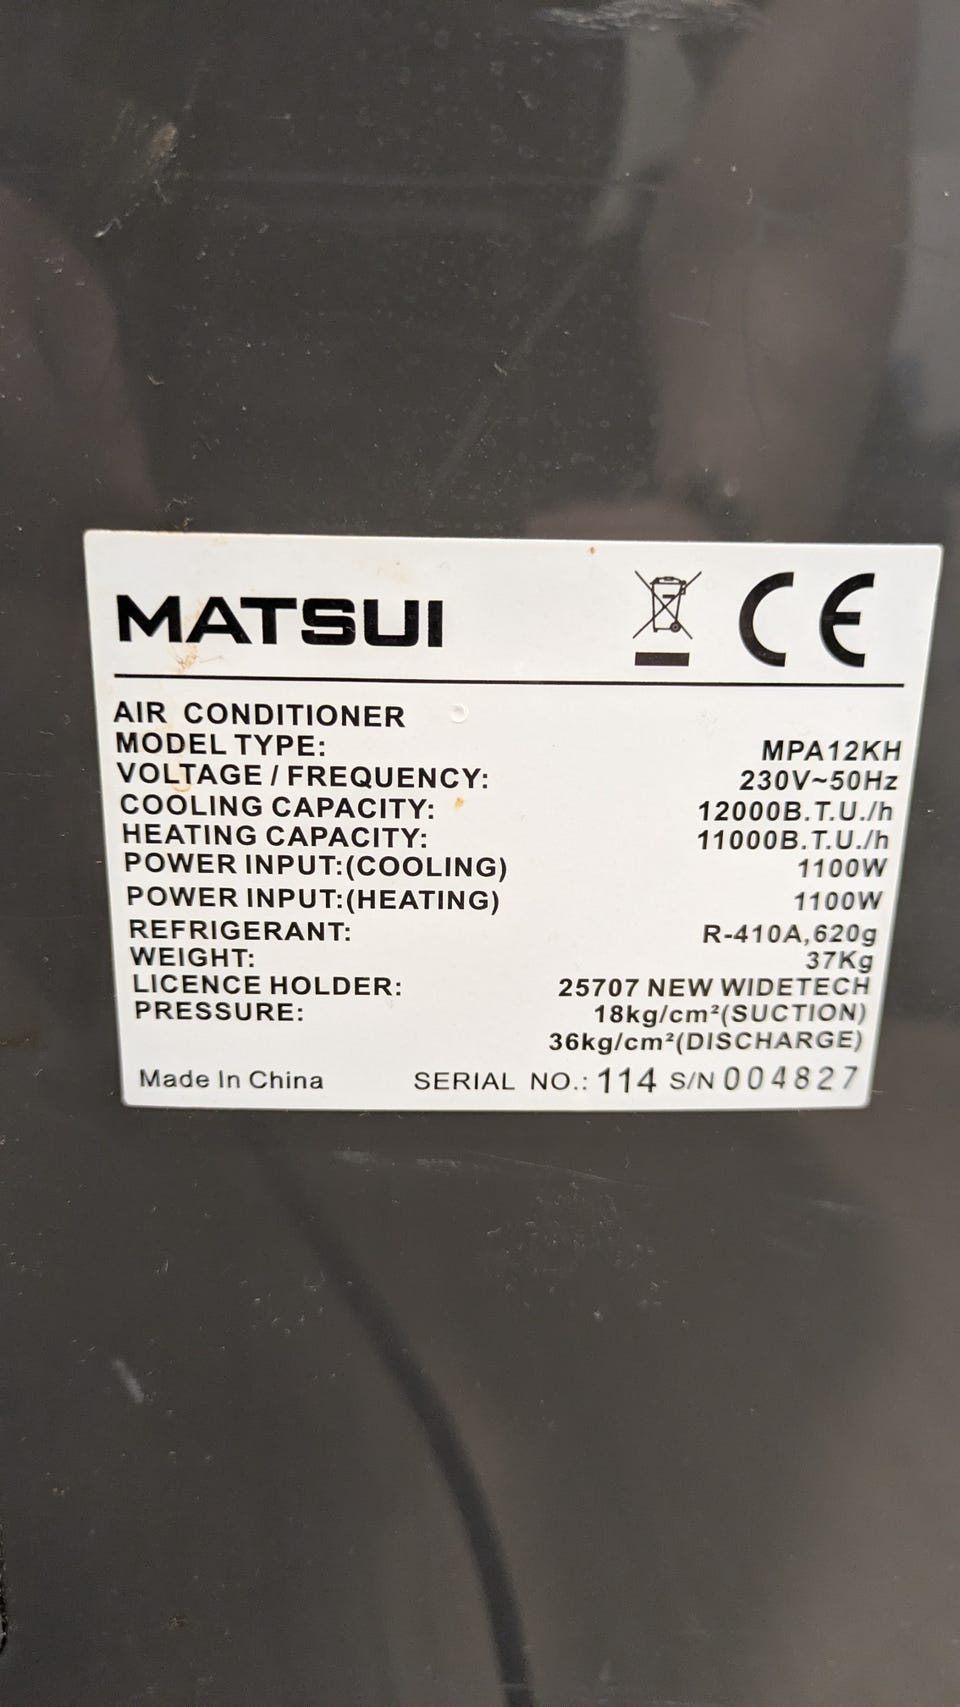 MATSUI CE
AIR CONDITIONER
MODEL TYPE: MPA12KH
VOLTAGE / FREQUENCY: 230V~50Hz
COOLING CAPACITY: 12000B.T.U./h
HEATING CAPACITY: 11000B.T.U./h
POWER INPUT:(COOLING) 1100W
POWER INPUT:(HEATING) 1100W
REFRIGERANT: R-410A,620g
WEIGHT: 37Kg
LICENCE HOLDER: 25707 NEW WIDETECH
PRESSURE: 18kg/cm²(SUCTION)
36kg/cm²(DISCHARGE)
Made In China SERIAL NO.: 114 S/N 004827